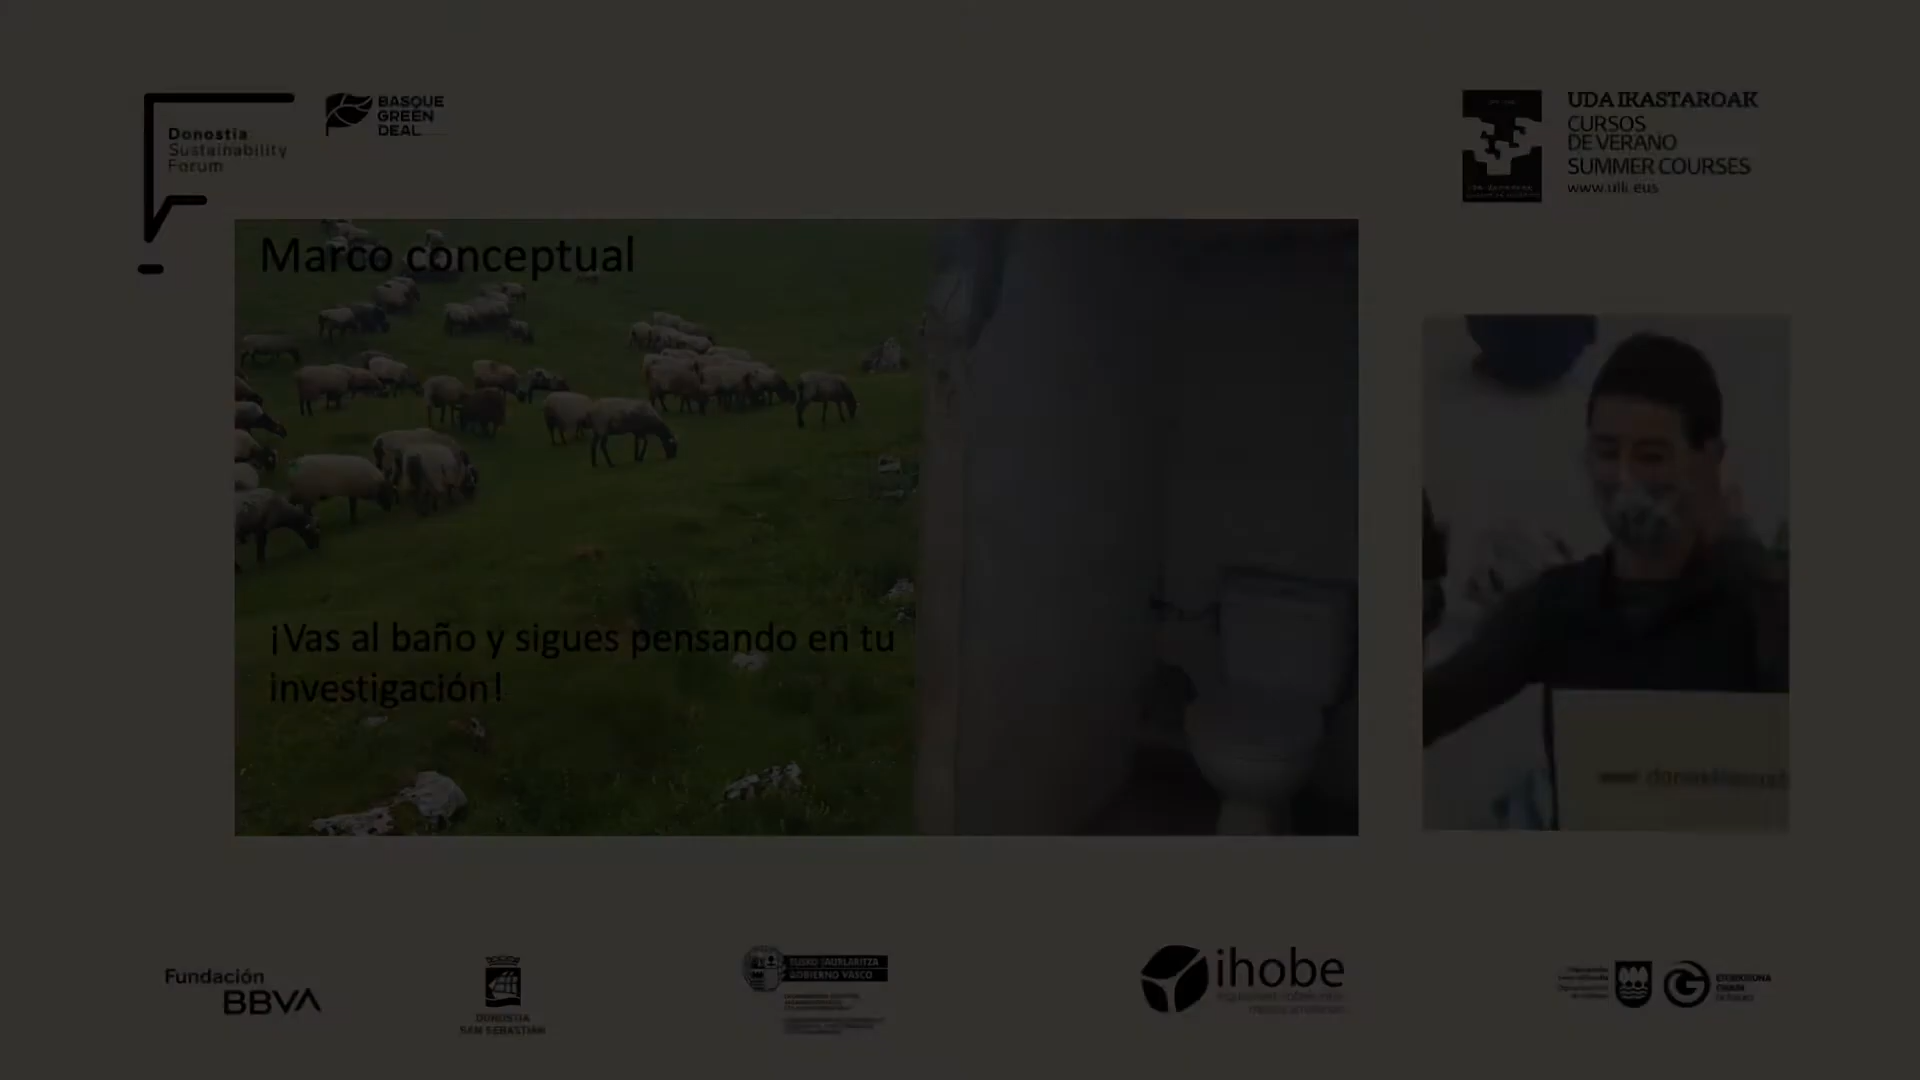 Donostia
Sustainability
Forum
BASQUE
GREEN
DEAL
UDA IKASTAROAK
CURSOS
DE VERANO
SUMMER COURSES
www.uik.eus
Marco conceptual
¡Vas al baño y sigues pensando en tu
investigación!
Fundación
BBVA
DONOSTIA
SAN SEBASTIÁN
EUSKO JAURLARITZA
GOBIERNO VASCO
ihobe